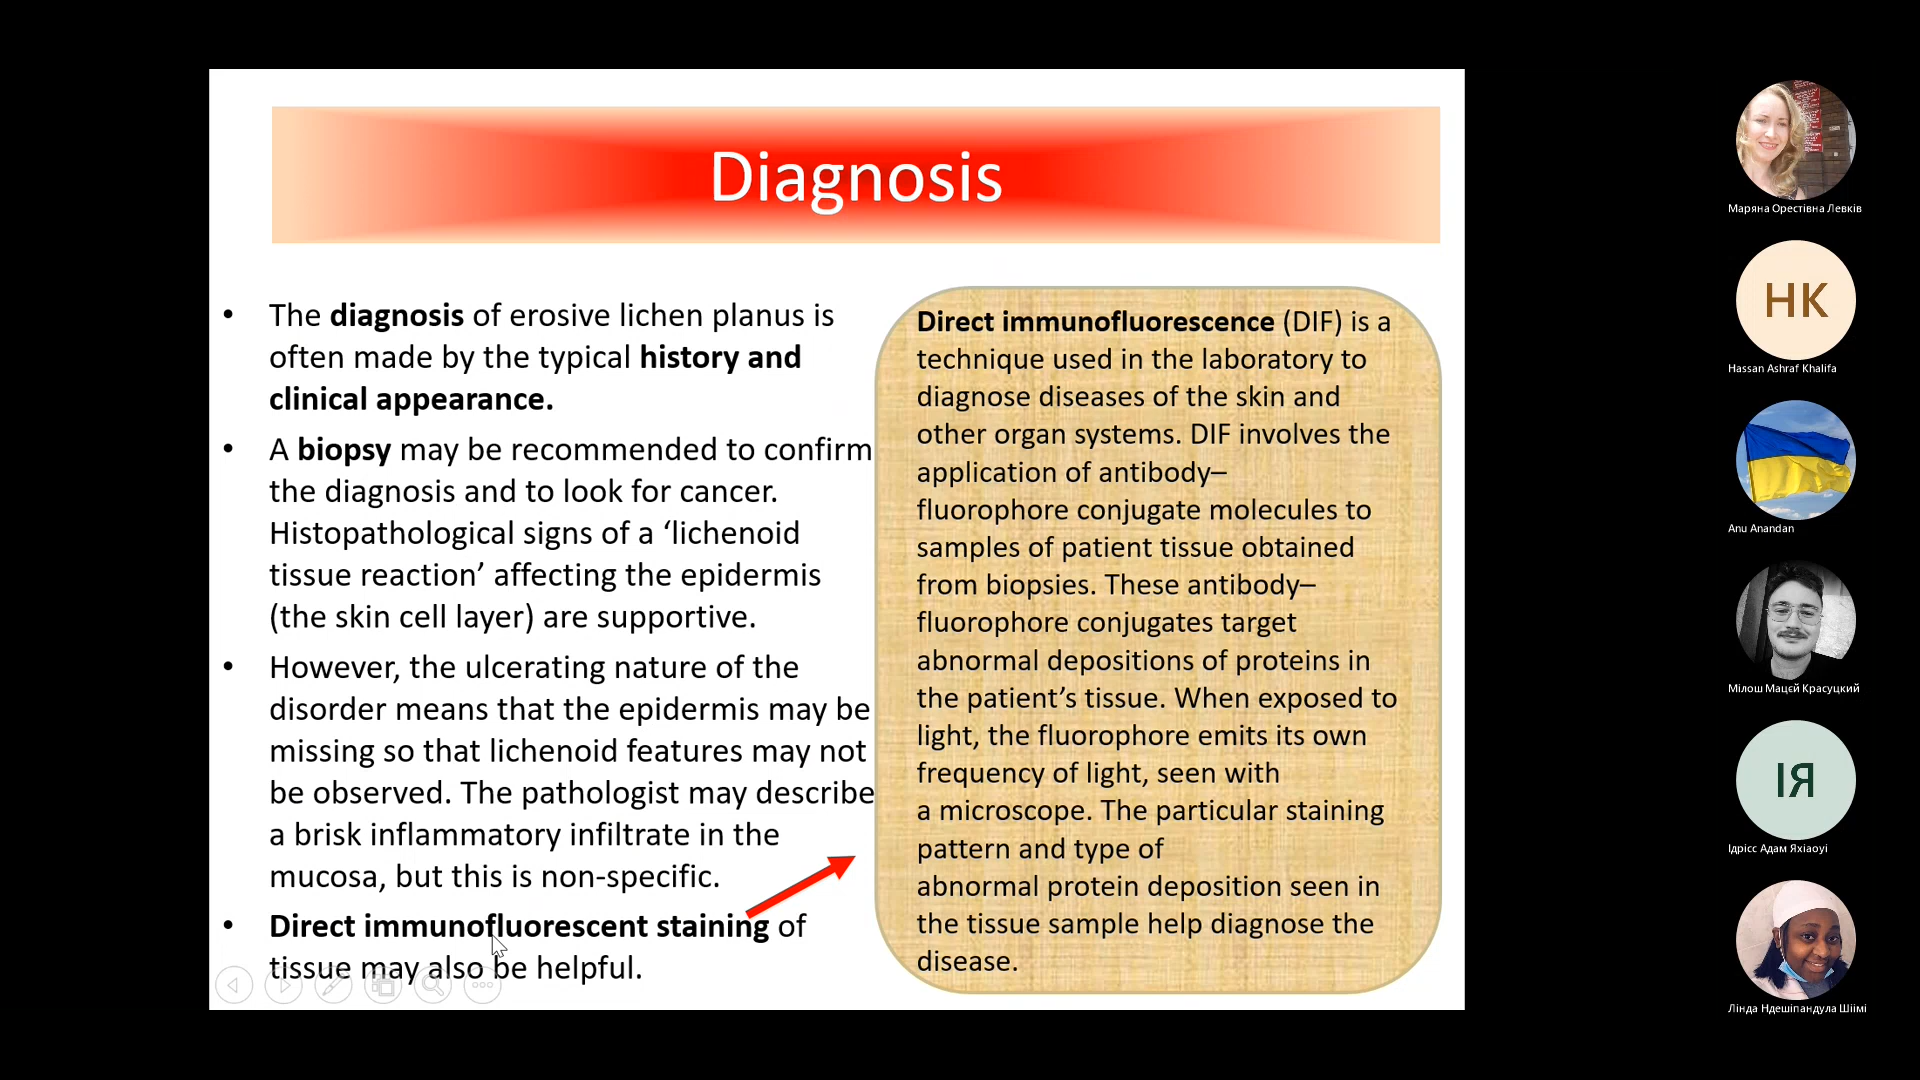 Diagnosis
• The diagnosis of erosive lichen planus is
often made by the typical history and
clinical appearance.
• A biopsy may be recommended to confirm
the diagnosis and to look for cancer.
Histopathological signs of a ‘lichenoid
tissue reaction’ affecting the epidermis
(the skin cell layer) are supportive.
• However, the ulcerating nature of the
disorder means that the epidermis may be
missing so that lichenoid features may not
be observed. The pathologist may describe
a brisk inflammatory infiltrate in the
mucosa, but this is non-specific.
• Direct immunofluorescent staining of
tissue may also be helpful.
Direct immunofluorescence (DIF) is a
technique used in the laboratory to
diagnose diseases of the skin and
other organ systems. DIF involves the
application of antibody–
fluorophore conjugate molecules to
samples of patient tissue obtained
from biopsies. These antibody–
fluorophore conjugates target
abnormal depositions of proteins in
the patient’s tissue. When exposed to
light, the fluorophore emits its own
frequency of light, seen with
a microscope. The particular staining
pattern and type of
abnormal protein deposition seen in
the tissue sample help diagnose the
disease.
Маряна Орестівна Левків
НК
Hassan Ashraf Khalifa
Anu Anandan
Мілош Мацєй Красуцкий
ІЯ
Ідрісс Адам Яхіаоуі
Лінда Ндешіпандула Шіімі